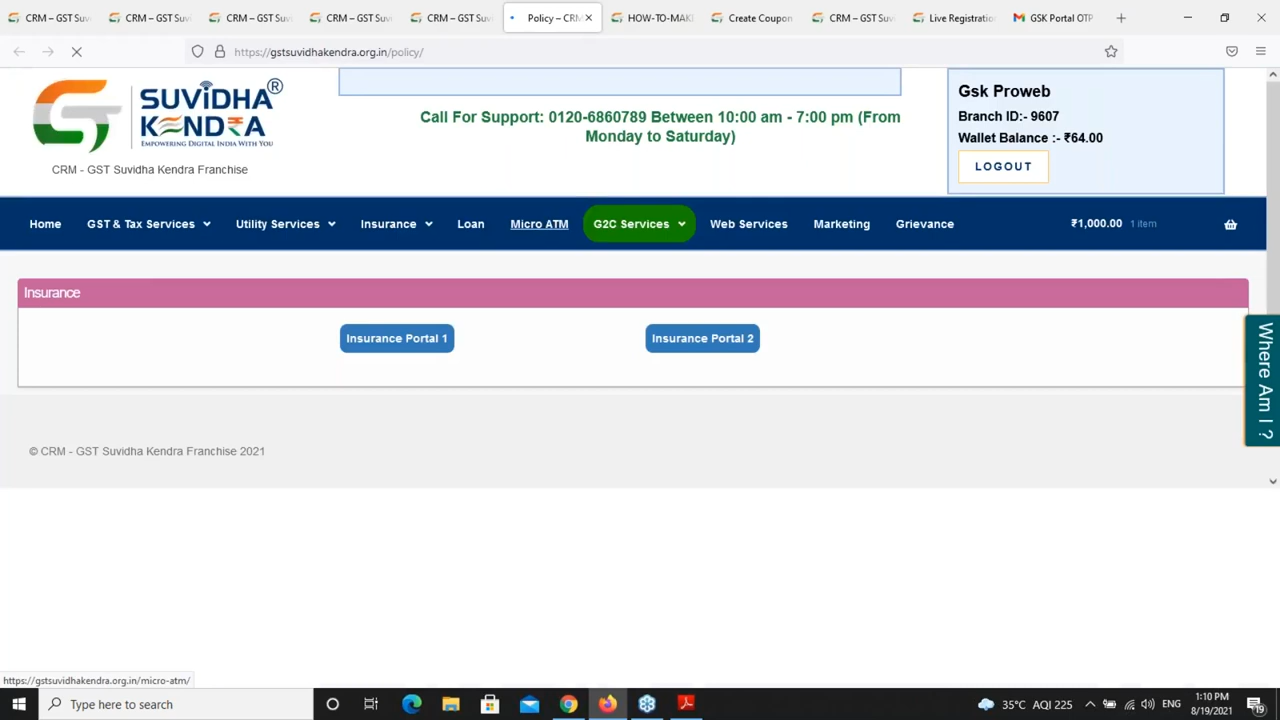 CRM – GST Suv
CRM – GST Suv
CRM – GST Suv
CRM – GST Suv
CRM – GST Suv
Policy – CRM
HOW-TO-MAK
Create Coupon
CRM – GST Suv
Live Registratio
GSK Portal OTP
https://gstsuvidhakendra.org.in/policy/
SUVIDHA
KENDRA
EMPOWERING DIGITAL INDIA WITH YOU
CRM - GST Suvidha Kendra Franchise
Call For Support: 0120-6860789 Between 10:00 am - 7:00 pm (From
Monday to Saturday)
Gsk Proweb
Branch ID:- 9607
Wallet Balance :- ₹64.00
LOGOUT
Home GST & Tax Services Utility Services Insurance Loan Micro ATM G2C Services Web Services Marketing Grievance ₹1,000.00 1 item
Insurance
Insurance Portal 1 Insurance Portal 2
Where Am I ?
© CRM - GST Suvidha Kendra Franchise 2021
https://gstsuvidhakendra.org.in/micro-atm/
Type here to search
35°C AQI 225
ENG
1:10 PM
8/19/2021
19